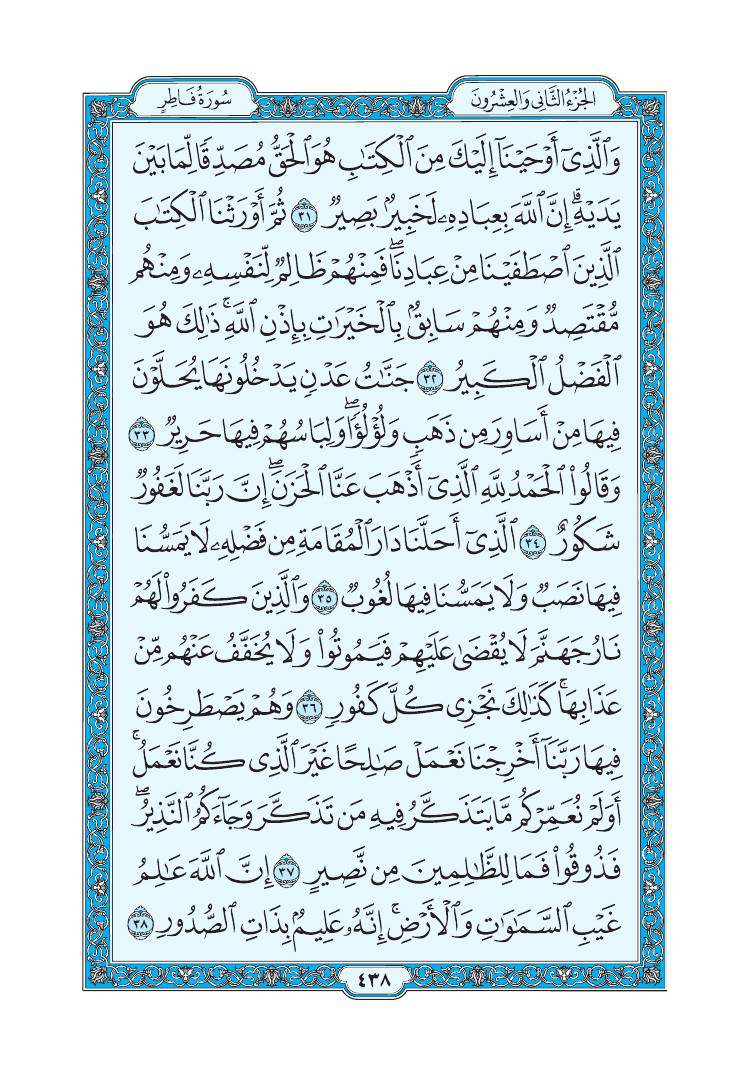 الجُزْءُ الثَّانِي وَالعِشْرُونَ
سُورَةُ فَاطِرٍ
وَٱلَّذِىٓ أَوْحَيْنَآ إِلَيْكَ مِنَ ٱلْكِتَٰبِ هُوَ ٱلْحَقُّ مُصَدِّقًا لِّمَا بَيْنَ
يَدَيْهِۗ إِنَّ ٱللَّهَ بِعِبَادِهِۦ لَخَبِيرٌۢ بَصِيرٌ ٣١ ثُمَّ أَوْرَثْنَا ٱلْكِتَٰبَ
ٱلَّذِينَ ٱصْطَفَيْنَا مِنْ عِبَادِنَاۖ فَمِنْهُمْ ظَالِمٌ لِّنَفْسِهِۦ وَمِنْهُم
مُّقْتَصِدٌ وَمِنْهُمْ سَابِقٌۢ بِٱلْخَيْرَٰتِ بِإِذْنِ ٱللَّهِۚ ذَٰلِكَ هُوَ
ٱلْفَضْلُ ٱلْكَبِيرُ ٣٢ جَنَّٰتُ عَدْنٍ يَدْخُلُونَهَا يُحَلَّوْنَ
فِيهَا مِنْ أَسَاوِرَ مِن ذَهَبٍ وَلُؤْلُؤًاۖ وَلِبَاسُهُمْ فِيهَا حَرِيرٌ ٣٣
وَقَالُوا۟ ٱلْحَمْدُ لِلَّهِ ٱلَّذِىٓ أَذْهَبَ عَنَّا ٱلْحَزَنَۖ إِنَّ رَبَّنَا لَغَفُورٌ
شَكُورٌ ٣٤ ٱلَّذِىٓ أَحَلَّنَا دَارَ ٱلْمُقَامَةِ مِن فَضْلِهِۦ لَا يَمَسُّنَا
فِيهَا نَصَبٌ وَلَا يَمَسُّنَا فِيهَا لُغُوبٌ ٣٥ وَٱلَّذِينَ كَفَرُوا۟ لَهُمْ
نَارُ جَهَنَّمَ لَا يُقْضَىٰ عَلَيْهِمْ فَيَمُوتُوا۟ وَلَا يُخَفَّفُ عَنْهُم مِّنْ
عَذَابِهَاۚ كَذَٰلِكَ نَجْزِى كُلَّ كَفُورٍ ٣٦ وَهُمْ يَصْطَرِخُونَ
فِيهَا رَبَّنَآ أَخْرِجْنَا نَعْمَلْ صَٰلِحًا غَيْرَ ٱلَّذِى كُنَّا نَعْمَلُۚ
أَوَلَمْ نُعَمِّرْكُم مَّا يَتَذَكَّرُ فِيهِ مَن تَذَكَّرَ وَجَآءَكُمُ ٱلنَّذِيرُۖ
فَذُوقُوا۟ فَمَا لِلظَّٰلِمِينَ مِن نَّصِيرٍ ٣٧ إِنَّ ٱللَّهَ عَٰلِمُ
غَيْبِ ٱلسَّمَٰوَٰتِ وَٱلْأَرْضِۚ إِنَّهُۥ عَلِيمٌۢ بِذَاتِ ٱلصُّدُورِ ٣٨
٤٣٨